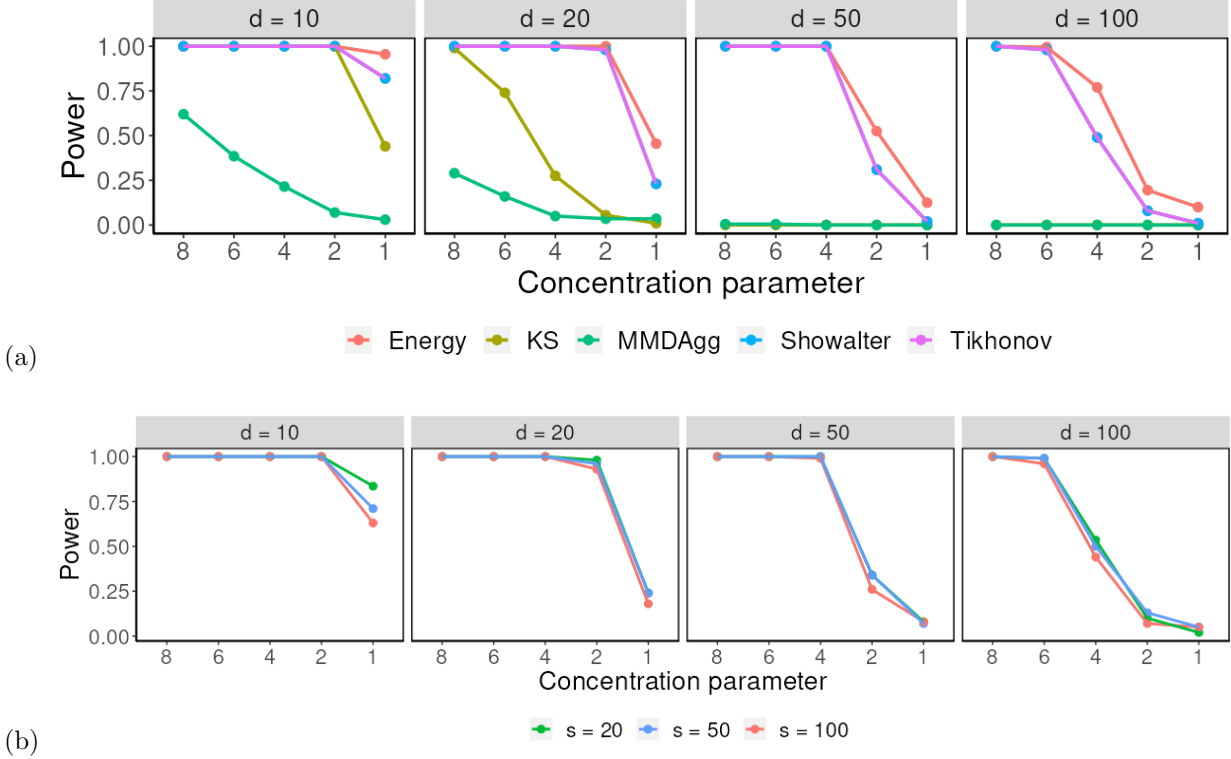 d = 10 d = 20 d = 50 d = 100
1.00
0.75
0.50
0.25
0.00
Power
8 6 4 2 1 8 6 4 2 1 8 6 4 2 1 8 6 4 2 1
Concentration parameter
Energy KS MMDAgg Showalter Tikhonov
(a)
d = 10 d = 20 d = 50 d = 100
1.00
0.75
0.50
0.25
0.00
Power
8 6 4 2 1 8 6 4 2 1 8 6 4 2 1 8 6 4 2 1
Concentration parameter
s = 20 s = 50 s = 100
(b)